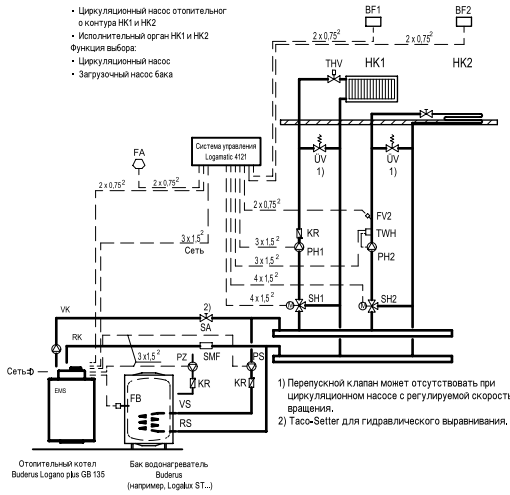 • Циркуляционный насос отопительног
о контура НК1 и НК2
• Исполнительный орган НК1 и НК2
Функция выбора:
• Циркуляционный насос
• Загрузочный насос бака
BF1
BF2
2 x 0,75²
2 x 0,75²
THV
HK1
HK2
FA
Система управления
Logamatic 4121
ÜV
1)
ÜV
1)
2 x 0,75²
2 x 0,75²
2 x 0,75²
FV2
3 x 1,5²
Сеть
KR
TWH
3 x 1,5²
PH1
PH2
3 x 1,5²
4 x 1,5²
4 x 1,5²
M
SH1
M
SH2
VK
2)
SA
RK
SMF
PZ
PS
3 x1,5²
Сеть
EMS
KR
KR
FB
VS
RS
1) Перепускной клапан может отсутствовать при
циркуляционном насосе с регулируемой скорость
вращения.
2) Taco-Setter для гидравлического выравнивания.
Отопительный котел
Buderus Logano plus GB 135
Бак водонагреватель
Buderus
(например, Logalux ST...)